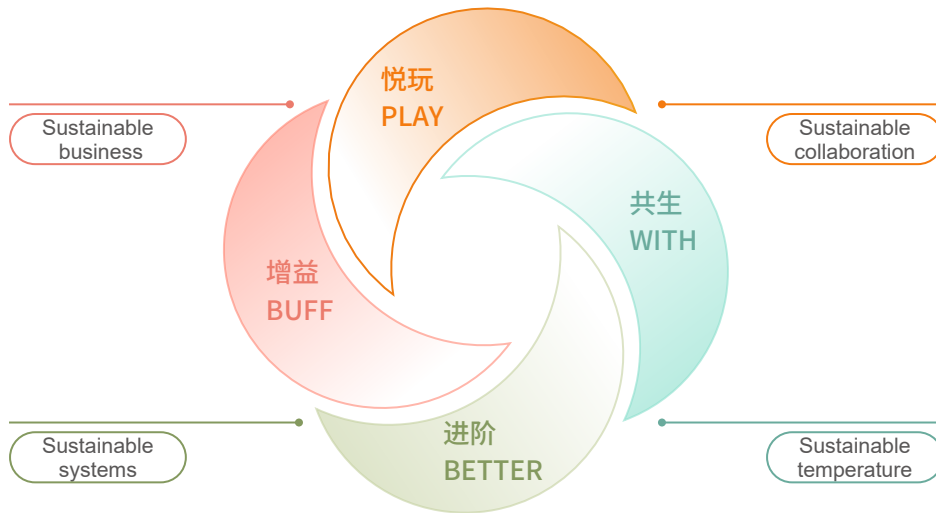 悦玩
PLAY
Sustainable
business
Sustainable
collaboration
共生
WITH
增益
BUFF
进阶
BETTER
Sustainable
systems
Sustainable
temperature